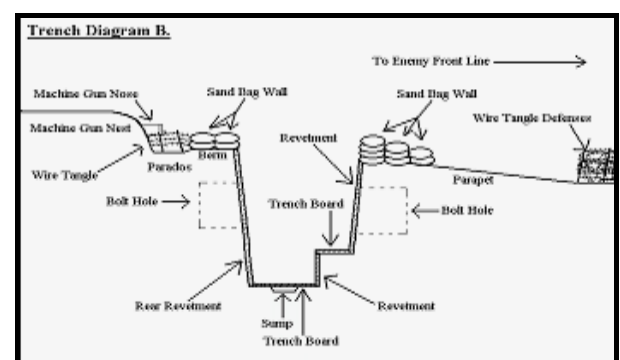 Trench Diagram B.
To Enemy Front Line
Machine Gun Nose
Sand Bag Wall
Sand Bag Wall
Wire Tangle Defenses
Machine Gun Nest
Revetment
Berm
Parados
Wire Tangle
Parapet
Bolt Hole
Trench Board
Bolt Hole
Rear Revetment
Revetment
Sump
Trench Board